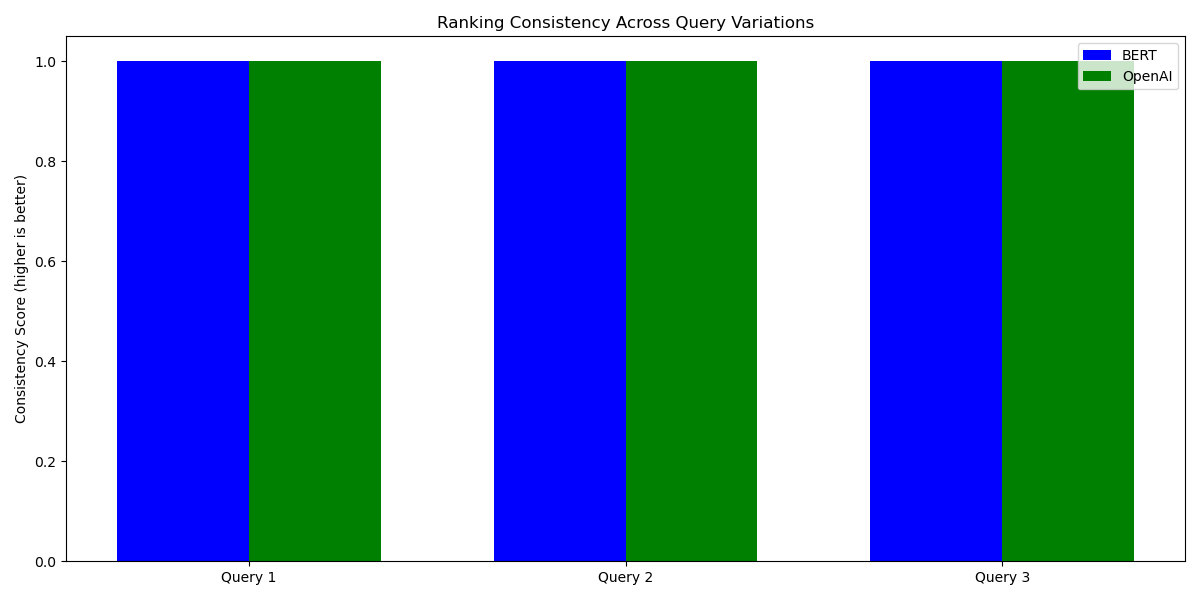 Ranking Consistency Across Query Variations
BERT
OpenAI
Consistency Score (higher is better)
1.0
0.8
0.6
0.4
0.2
0.0
Query 1
Query 2
Query 3